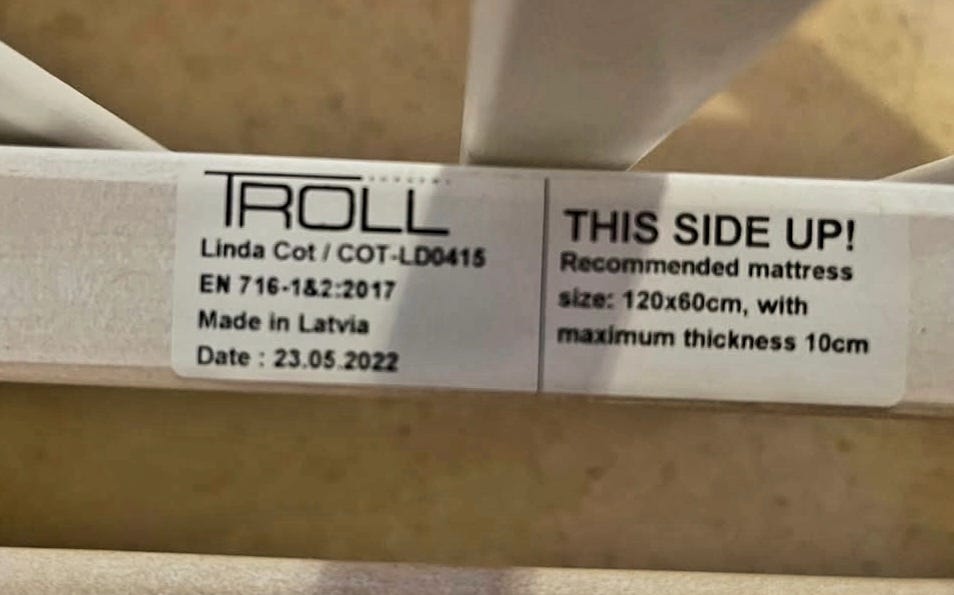 TROLL
Linda Cot / COT-LD0415
EN 716-1&2:2017
Made in Latvia
Date : 23.05.2022
THIS SIDE UP!
Recommended mattress
size: 120x60cm, with
maximum thickness 10cm